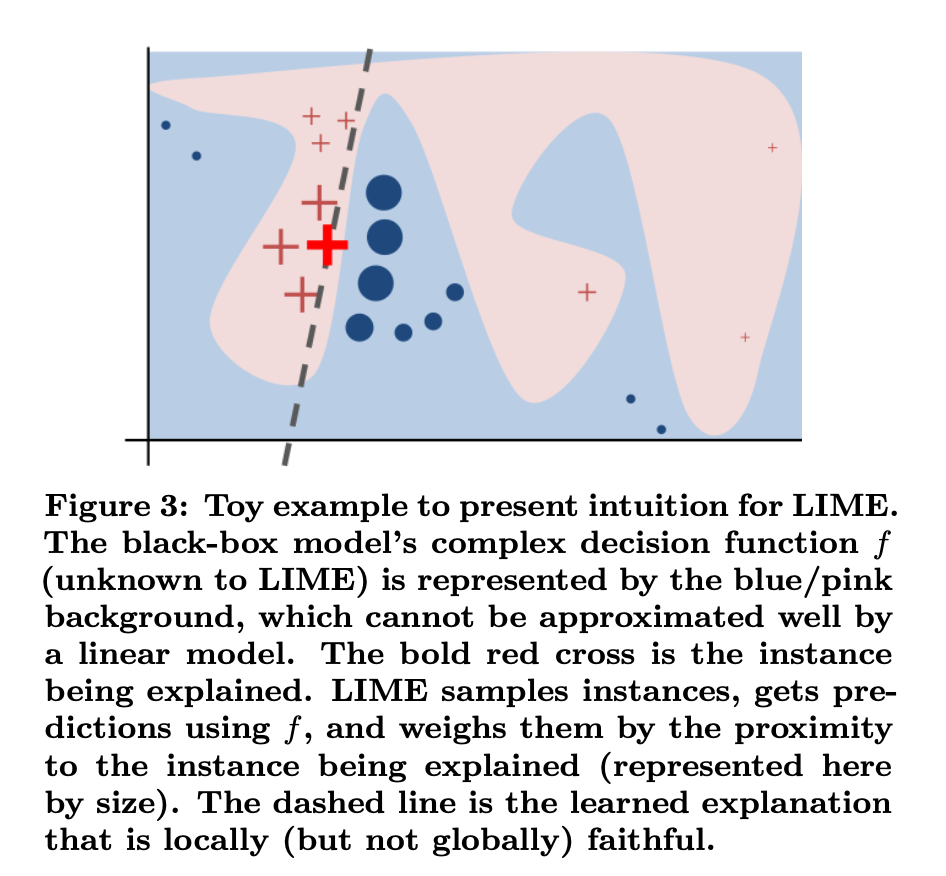 Figure 3: Toy example to present intuition for LIME.
The black-box model's complex decision function f
(unknown to LIME) is represented by the blue/pink
background, which cannot be approximated well by
a linear model. The bold red cross is the instance
being explained. LIME samples instances, gets pre-
dictions using f, and weighs them by the proximity
to the instance being explained (represented here
by size). The dashed line is the learned explanation
that is locally (but not globally) faithful.